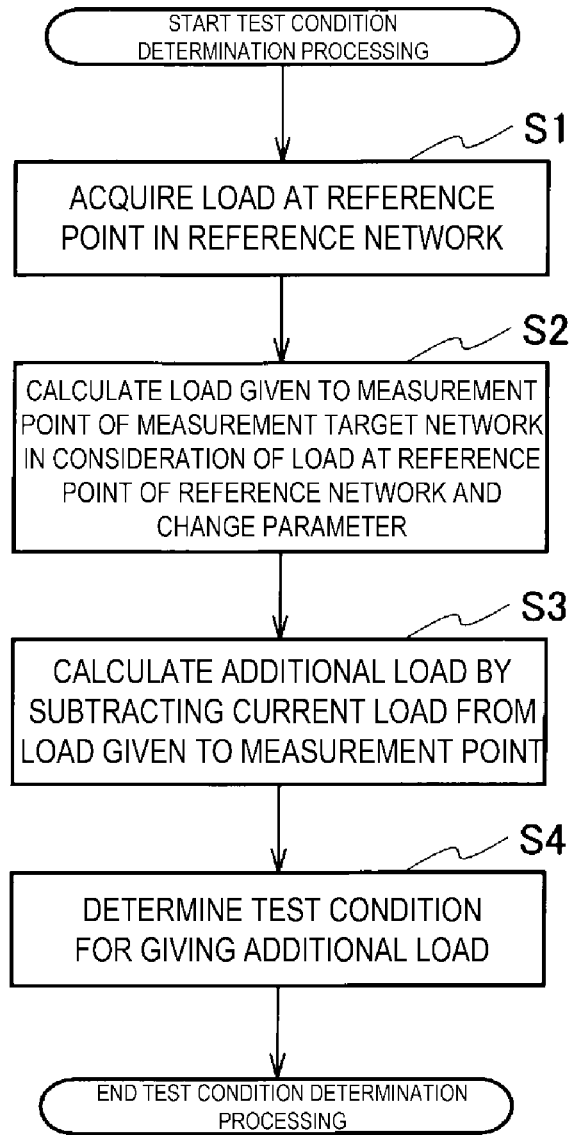 START TEST CONDITION
DETERMINATION PROCESSING
S1
ACQUIRE LOAD AT REFERENCE
POINT IN REFERENCE NETWORK
S2
CALCULATE LOAD GIVEN TO MEASUREMENT
POINT OF MEASUREMENT TARGET NETWORK
IN CONSIDERATION OF LOAD AT REFERENCE
POINT OF REFERENCE NETWORK AND
CHANGE PARAMETER
S3
CALCULATE ADDITIONAL LOAD BY
SUBTRACTING CURRENT LOAD FROM
LOAD GIVEN TO MEASUREMENT POINT
S4
DETERMINE TEST CONDITION
FOR GIVING ADDITIONAL LOAD
END TEST CONDITION DETERMINATION
PROCESSING